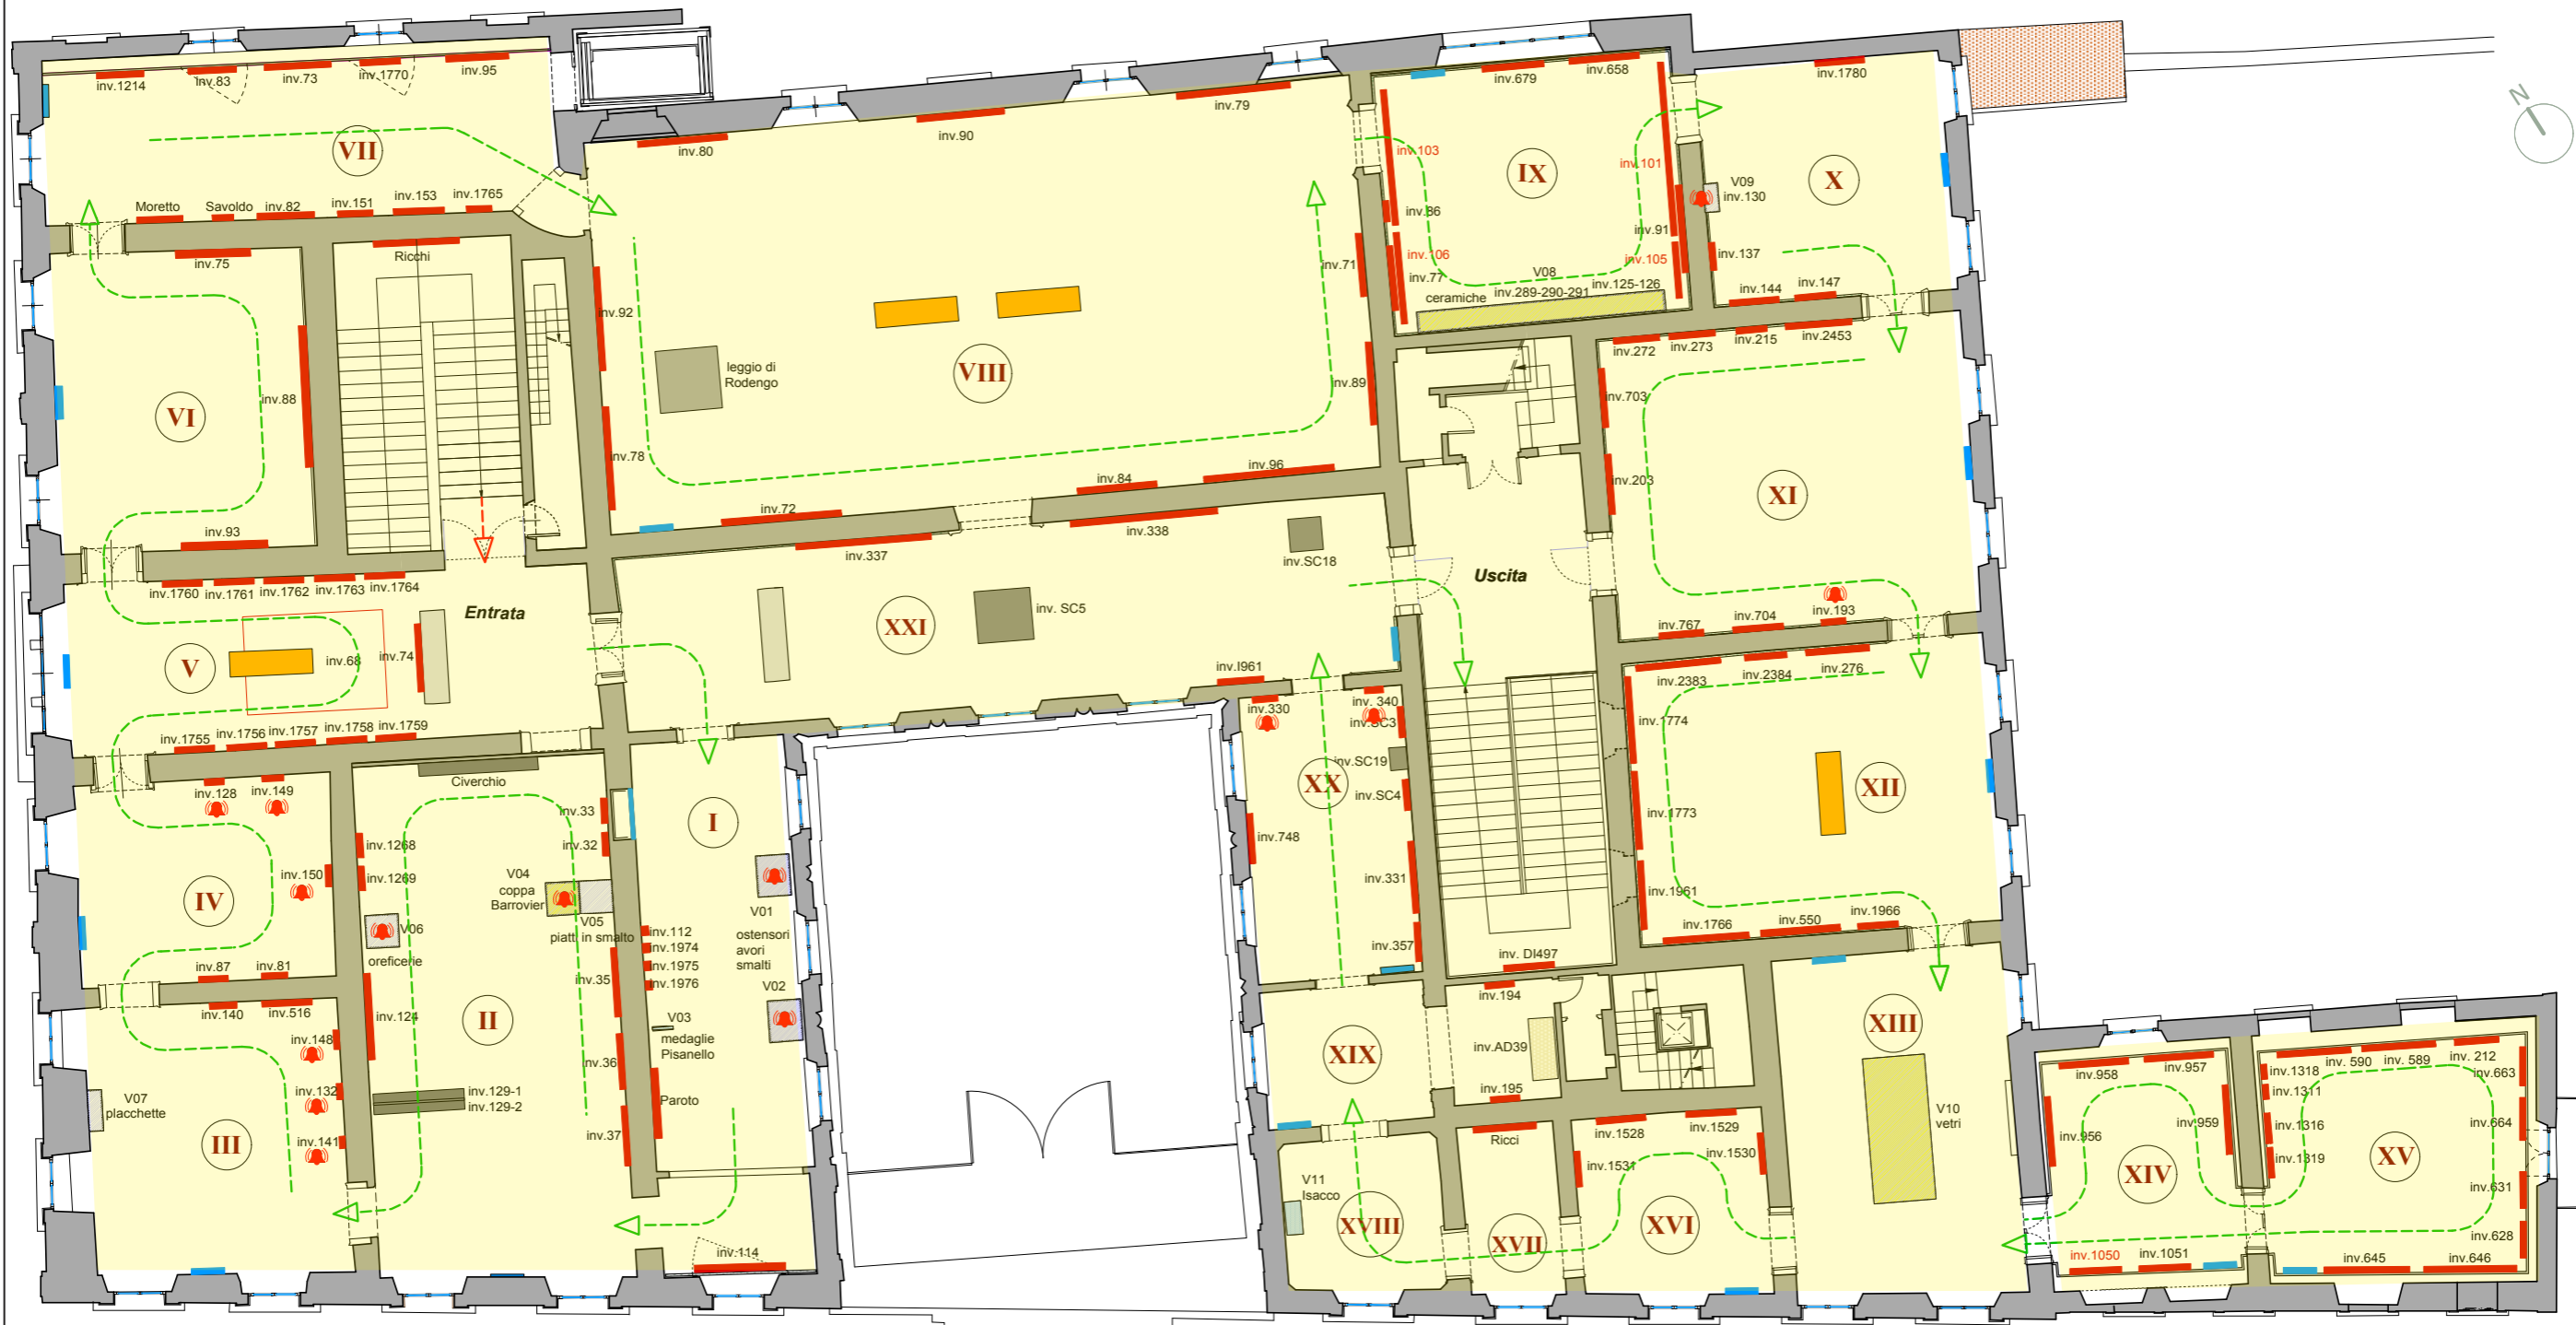 inv.1214
inv.83
inv.73
inv.1770
inv.95
VII
Moretto
Savoldo
inv.82
inv.151
inv.153
inv.1765
inv.75
Ricchi
inv.88
VI
inv.93
inv.80
inv.90
inv.79
inv.92
inv.78
leggio di
Rodengo
VIII
inv.71
inv.89
inv.72
inv.84
inv.96
inv.679
inv.658
inv.103
inv.101
IX
inv.86
inv.91
inv.106
inv.105
inv.77
V08
ceramiche
inv.289-290-291
inv.125-126
inv.1780
X
V09
inv.130
inv.137
inv.144
inv.147
N
inv.272
inv.273
inv.215
inv.2453
inv.703
inv.203
XI
inv.193
inv.767
inv.704
inv.1760
inv.1761
inv.1762
inv.1763
inv.1764
Entrata
V
inv.68
inv.74
inv.1755
inv.1756
inv.1757
inv.1758
inv.1759
inv.337
inv.338
inv.SC18
inv. SC5
XXI
inv.I961
Uscita
inv.2383
inv.2384
inv.276
inv.1774
inv.1773
inv.1961
XII
inv.1766
inv.550
inv.1966
inv.128
inv.149
inv.150
IV
inv.87
inv.81
Civerchio
inv.33
inv.32
inv.1268
inv.1269
V04
coppa
Barrovier
V05
piatti in smalto
V06
oreficerie
inv.124
II
inv.35
inv.36
inv.37
inv.129-1
inv.129-2
I
V01
ostensori
avori
smalti
inv.112
inv.1974
inv.1975
inv.1976
V02
V03
medaglie
Pisanello
Paroto
inv.114
inv.140
inv.516
inv.148
inv.132
inv.141
V07
placchette
III
inv.330
inv. 340
inv.SC3
inv.SC19
XX
inv.SC4
inv.748
inv.331
inv.357
inv. DI497
inv.194
XIX
inv.AD39
inv.195
Ricci
V11
Isacco
XVIII
XVII
inv.1528
inv.1529
inv.1531
inv.1530
XVI
XIII
V10
vetri
inv.958
inv.957
inv.956
inv.959
XIV
inv.1050
inv.1051
inv. 590
inv. 589
inv. 212
inv.1318
inv.1311
inv.1316
inv.1319
inv.663
inv.664
XV
inv.631
inv.628
inv.645
inv.646